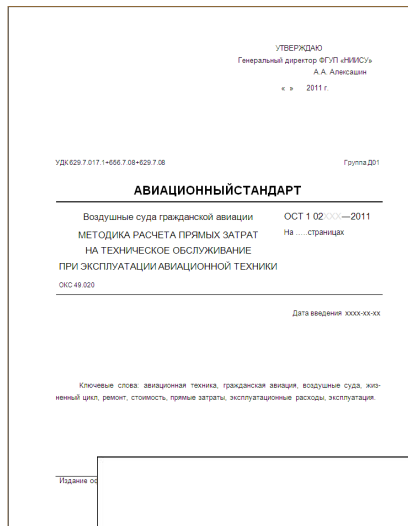 УТВЕРЖДАЮ
Генеральный директор ФГУП «НИИСУ»
А.А. Алексашин
« » 2011 г
УДК 629.7.017.1+656.7.08+629.7.08 Группа Д01
АВИАЦИОННЫЙСТАНДАРТ
Воздушные суда гражданской авиации ОСТ 1 02XXX—2011
МЕТОДИКА РАСЧЕТА ПРЯМЫХ ЗАТРАТ На .....страницах
НА ТЕХНИЧЕСКОЕ ОБСЛУЖИВАНИЕ
ПРИ ЭКСПЛУАТАЦИИ АВИАЦИОННОЙ ТЕХНИКИ
ОКС 49.020
Дата введения хххх-хх-хх
Ключевые слова: авиационная техника, гражданская авиация, воздушные суда, жиз-
ненный цикл, ремонт, стоимость, прямые затраты, эксплуатационные расходы, эксплуатация.
Издание